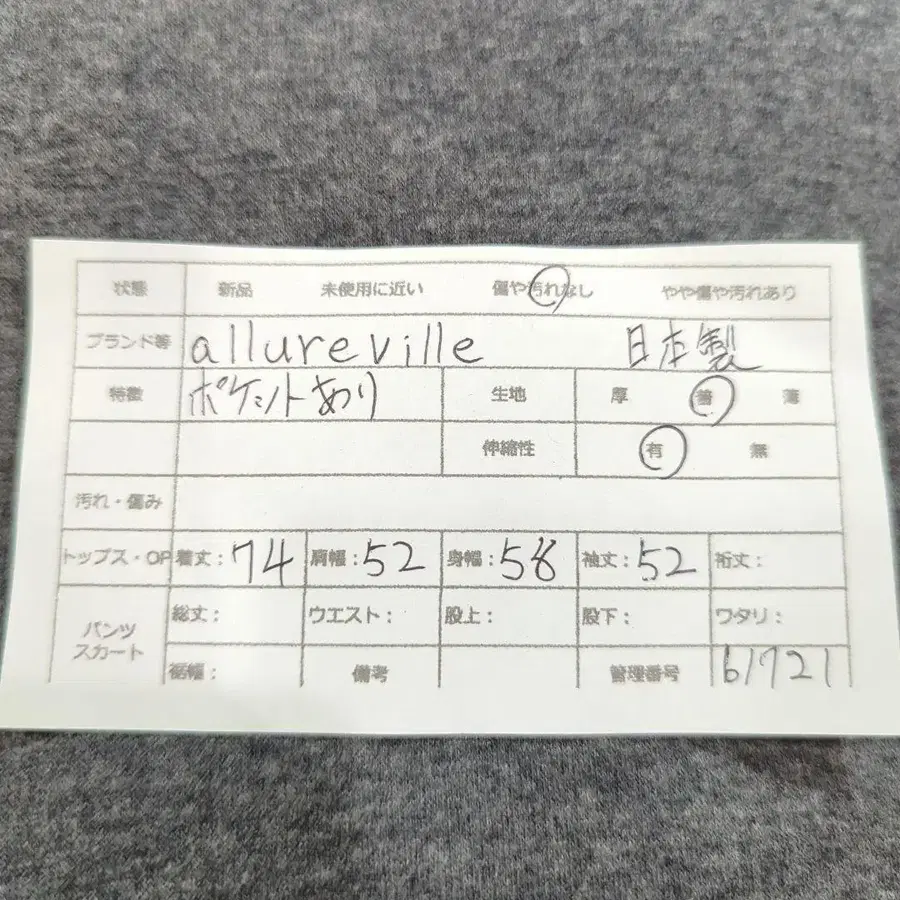 状態 新品 未使用に近い 傷や汚れなし やや傷や汚れあり
ブランド等 allureville 日本製
特徴 ポケットあり 生地 厚 普 薄
伸縮性 有 無
汚れ・傷み
トップス・OP 着丈:74 肩幅:52 身幅:58 袖丈:52 裄丈:
パンツ スカート 総丈: ウエスト: 股上: 股下: ワタリ:
裾幅: 備考 管理番号 61721